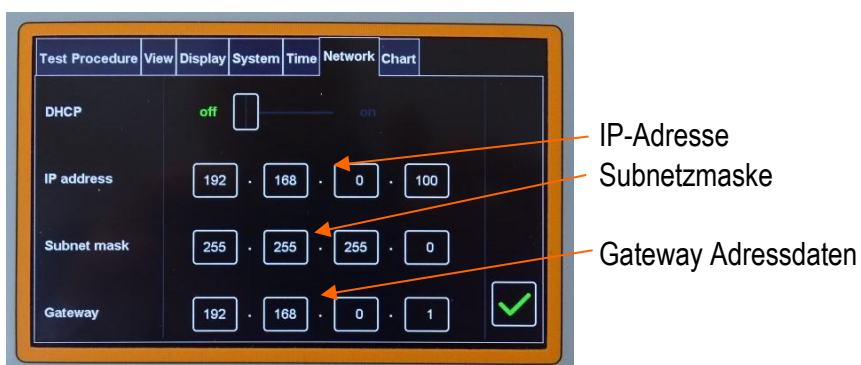 Test Procedure View Display System Time Network Chart
DHCP off on
IP-Adresse
IP address 192 . 168 . 0 . 100
Subnetzmaske
Subnet mask 255 . 255 . 255 . 0
Gateway Adressdaten
Gateway 192 . 168 . 0 . 1